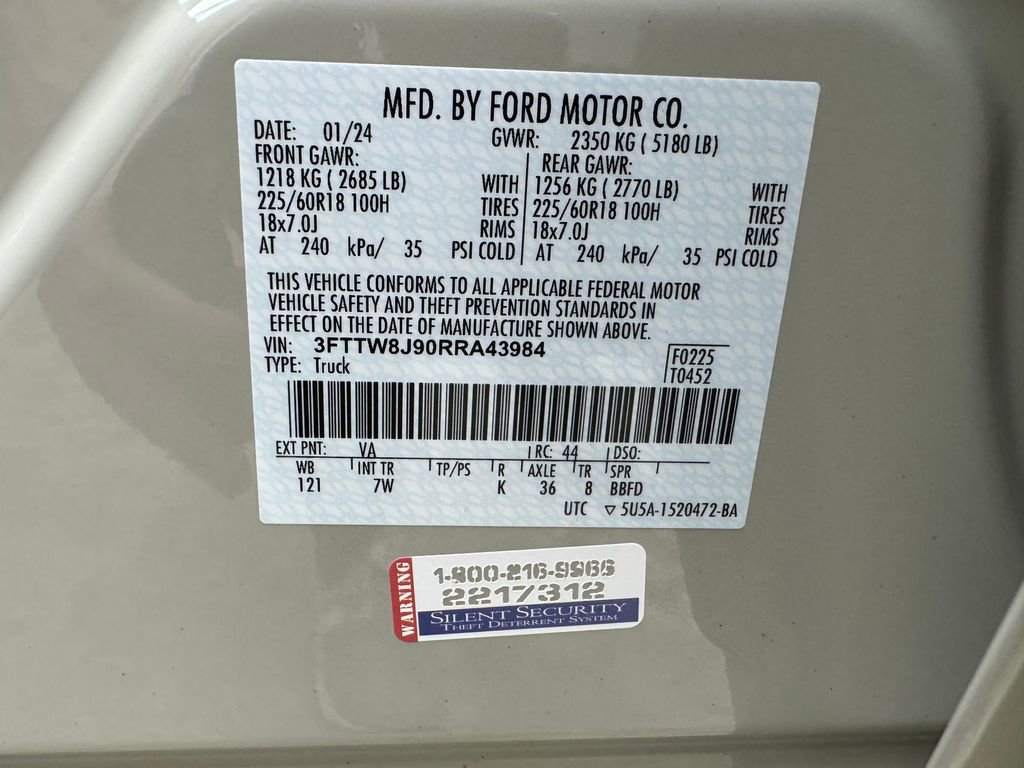 MFD. BY FORD MOTOR CO.
DATE: 01/24 GVWR: 2350 KG ( 5180 LB)
FRONT GAWR: REAR GAWR:
1218 KG ( 2685 LB) WITH 1256 KG ( 2770 LB) WITH
225/60R18 100H TIRES 225/60R18 100H TIRES
18x7.0J RIMS 18x7.0J RIMS
AT 240 kPa/ 35 PSI COLD AT 240 kPa/ 35 PSI COLD
THIS VEHICLE CONFORMS TO ALL APPLICABLE FEDERAL MOTOR
VEHICLE SAFETY AND THEFT PREVENTION STANDARDS IN
EFFECT ON THE DATE OF MANUFACTURE SHOWN ABOVE.
VIN: 3FTTW8J90RRA43984
TYPE: Truck
F0225
T0452
EXT PNT: VA RC: 44 DSO:
WB INT TR TP/PS R AXLE TR SPR
121 7W K 36 8 BBFD
UTC ▽ 5U5A-1520472-BA
WARNING
1-800-216-9966
2217312
SILENT SECURITY
THEFT DETERRENT SYSTEM